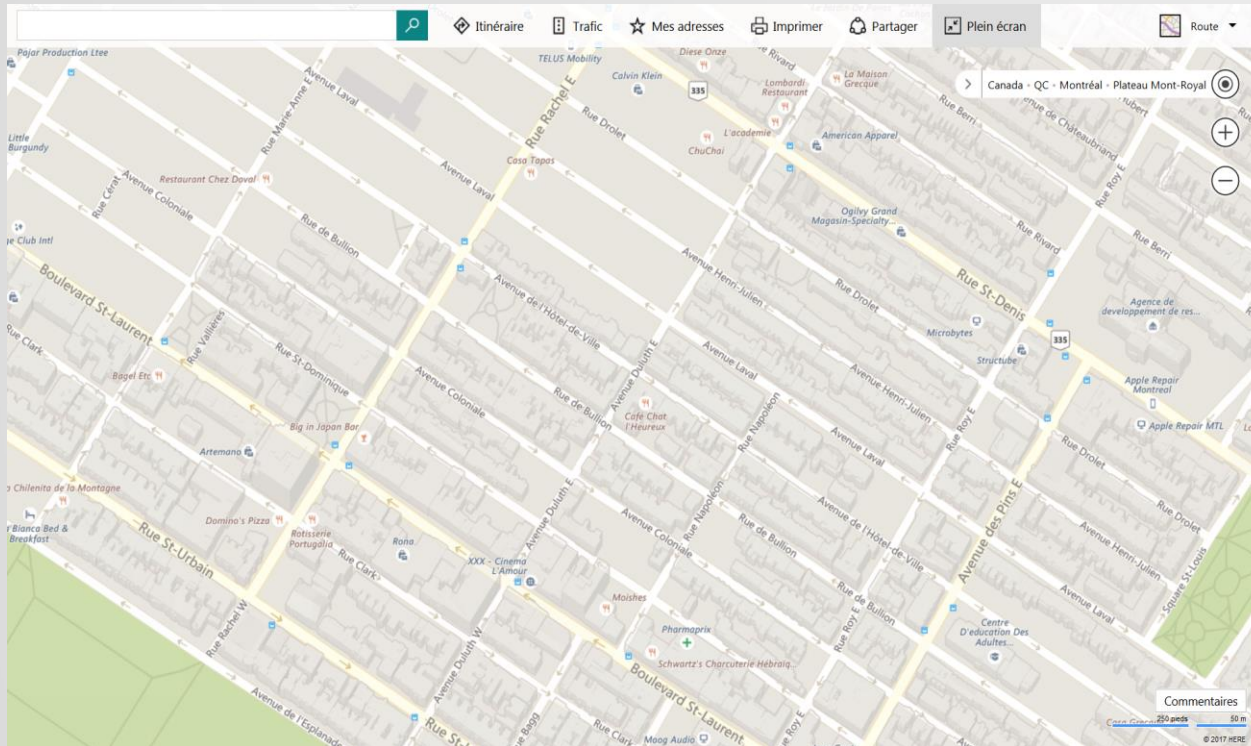 Itinéraire
Trafic
Mes adresses
Imprimer
Partager
Plein écran
Route
Canada · QC · Montréal · Plateau Mont-Royal
Pajar Production Ltee
Avenue Laval
Rue Marie-Anne E
TELUS Mobility
Rue Rachel E
Calvin Klein
Diese Onze
335
Rue Drolet
Rue Rivard
Lombardi
Restaurant
La Maison
Grecque
Rue Berri
Rue de Châteaubriand
Little
Burgundy
L'academie
ChuChai
American Apparel
Rue Roy E
Casa Tapas
Avenue Laval
Restaurant Chez Doval
Rue Cérat
Avenue Coloniale
Rue de Bullion
Ogilvy Grand
Magasin-Specialty...
Rue Rivard
Rue Berri
ge Club Intl
Boulevard St-Laurent
Avenue Henri-Julien
Rue Drolet
Rue St-Denis
Avenue de l'Hôtel-de-Ville
Agence de
developpement de res...
Rue Clark
Rue Vallières
Rue St-Dominique
Avenue Duluth E
Avenue Laval
Microbytes
Structube
335
Bagel Etc
Avenue Coloniale
Rue de Bullion
Cafe Chat
l'Heureux
Rue Napoléon
Avenue Henri-Julien
Rue Roy E
Apple Repair
Montreal
Apple Repair MTL
Big in Japan Bar
Artemano
Avenue Laval
Rue Drolet
a Chilenita de la Montagne
Bianca Bed &
Breakfast
Domino's Pizza
Rotisserie
Portugalia
Rue St-Urbain
Rue Clark
Rona
Avenue Duluth E
Avenue Coloniale
Rue Napoléon
Rue de Bullion
Avenue de l'Hôtel-de-Ville
Avenue des Pins E
Avenue Henri-Julien
Rue Drolet
XXX - Cinema
L'Amour
Moishes
Rue de Bullion
Avenue Laval
Square St-Louis
Rue Rachel W
Avenue Duluth W
Pharmaprix
Schwartz's Charcuterie Hébraïq...
Rue Roy E
Centre
D'education Des
Adultes...
Boulevard St-Laurent
Avenue de l'Esplanade
Rue St
Rue Bagg
Rue Clark
Moog Audio
Roy E
Commentaires
Casa Grecque
250 pieds
50 m
© 2017 HERE